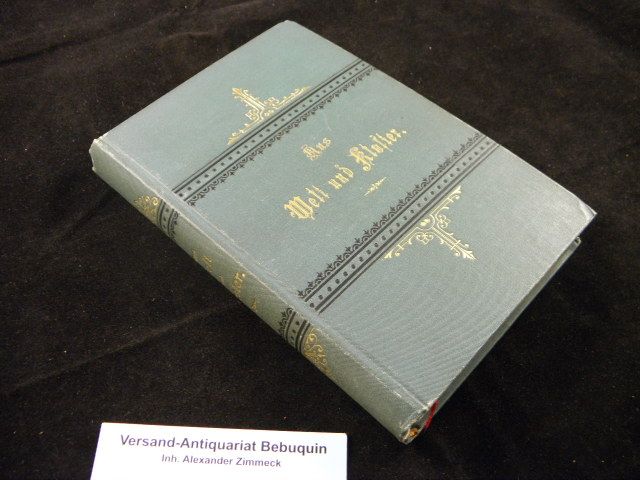 Aus
Welt und Kloster.
Versand-Antiquariat Bebuquin
Inh: Alexander Zimmeck